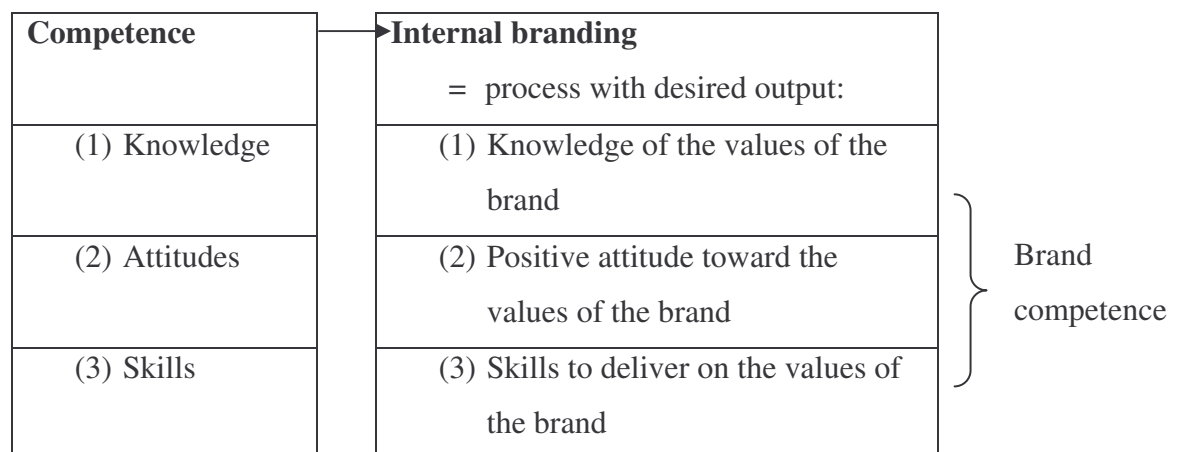 Competence
Internal branding
= process with desired output:
(1) Knowledge
(1) Knowledge of the values of the
brand
(2) Attitudes
(2) Positive attitude toward the
values of the brand
(3) Skills
(3) Skills to deliver on the values of
the brand
Brand
competence